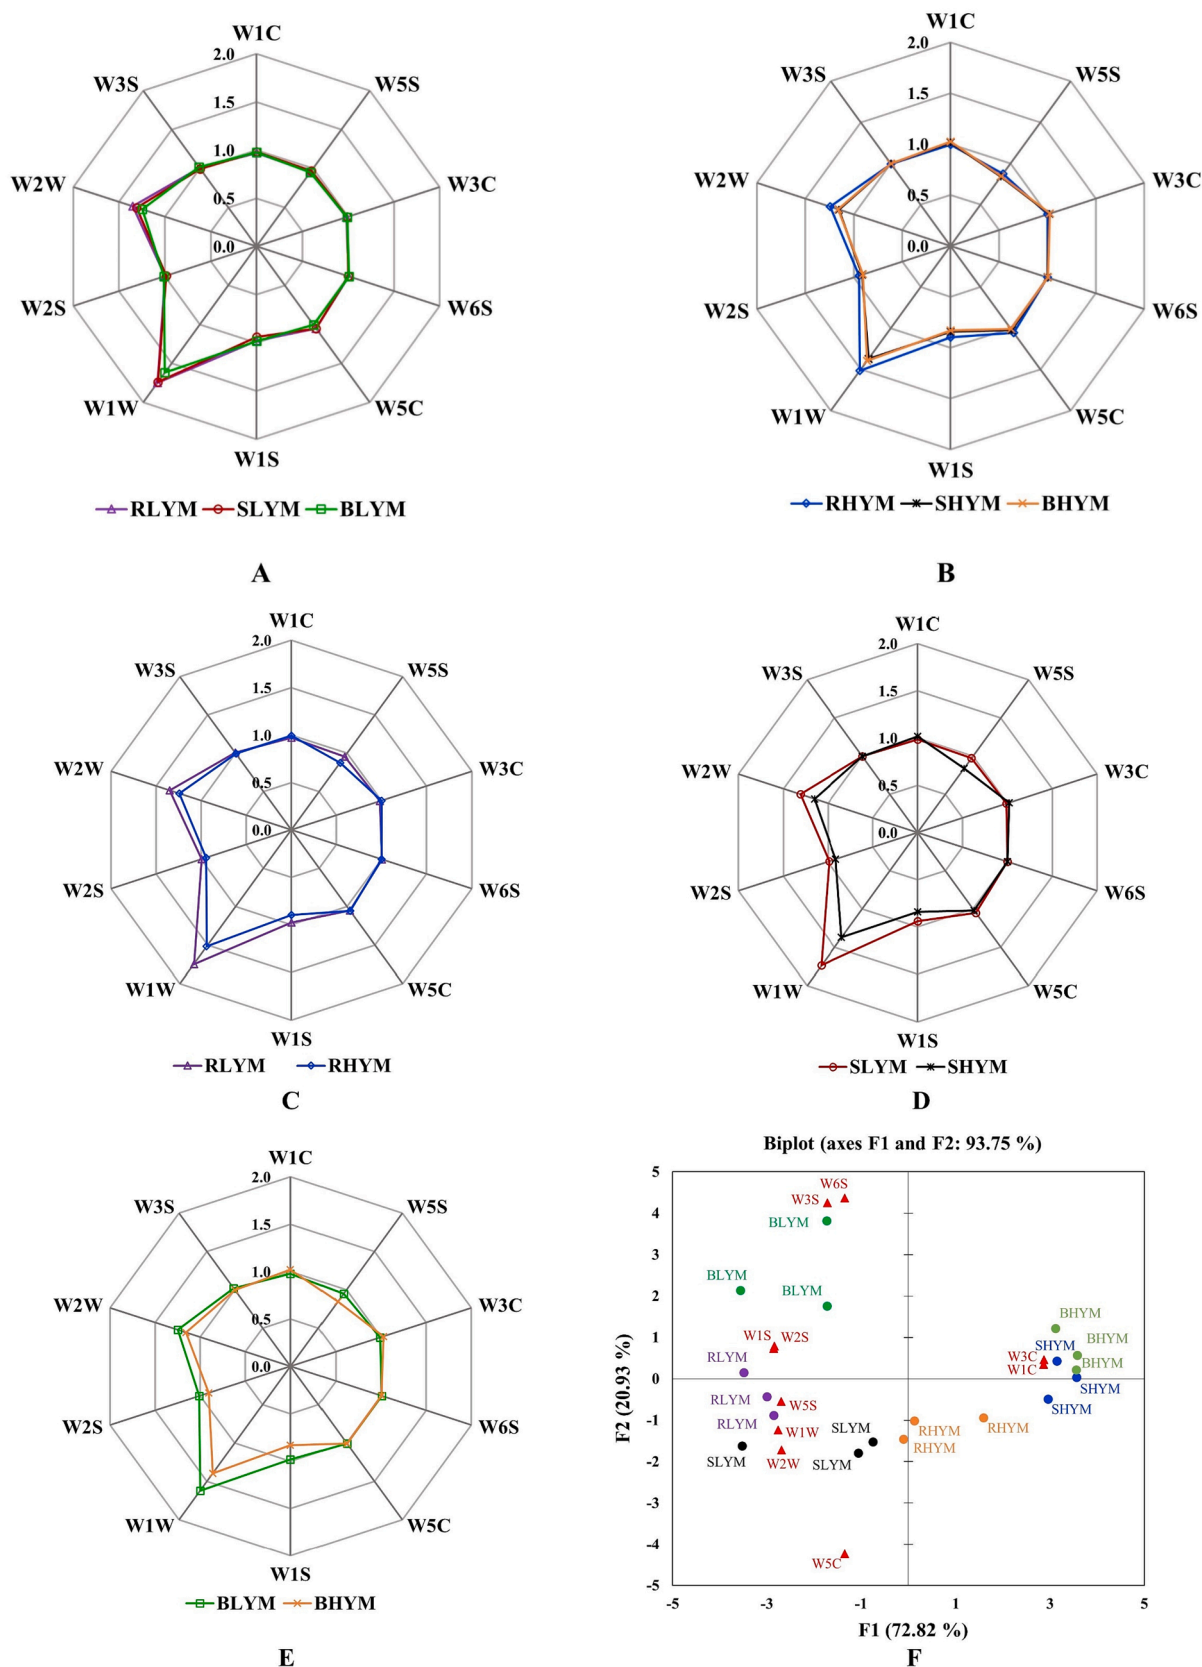 W1C
2.0
W3S
W5S
1.5
1.0
W2W
W3C
0.5
0.0
W2S
W6S
W1W
W5C
W1S
RLYM SLYM BLYM
A
W1C
2.0
W3S
W5S
1.5
1.0
W2W
W3C
0.5
0.0
W2S
W6S
W1W
W5C
W1S
RHYM SHYM BHYM
B
W1C
2.0
W3S
W5S
1.5
1.0
W2W
W3C
0.5
0.0
W2S
W6S
W1W
W5C
W1S
RLYM RHYM
C
W1C
2.0
W3S
W5S
1.5
1.0
W2W
W3C
0.5
0.0
W2S
W6S
W1W
W5C
W1S
SLYM SHYM
D
W1C
2.0
W3S
W5S
1.5
1.0
W2W
W3C
0.5
0.0
W2S
W6S
W1W
W5C
W1S
BLYM BHYM
E
Biplot (axes F1 and F2: 93.75 %)
5
4
3
2
1
0
-1
-2
-3
-4
-5
F2 (20.93 %)
W6S
W3S
BLYM
BLYM
BLYM
BHYM
W1S W2S
SHYM BHYM
RLYM
W3C
W1C
BHYM
RLYM
W5S
SHYM
SHYM
RLYM
W1W
SLYM
RHYM
RHYM
RHYM
SLYM
W2W
SLYM
W5C
-5 -3 -1 1 3 5
F1 (72.82 %)
F